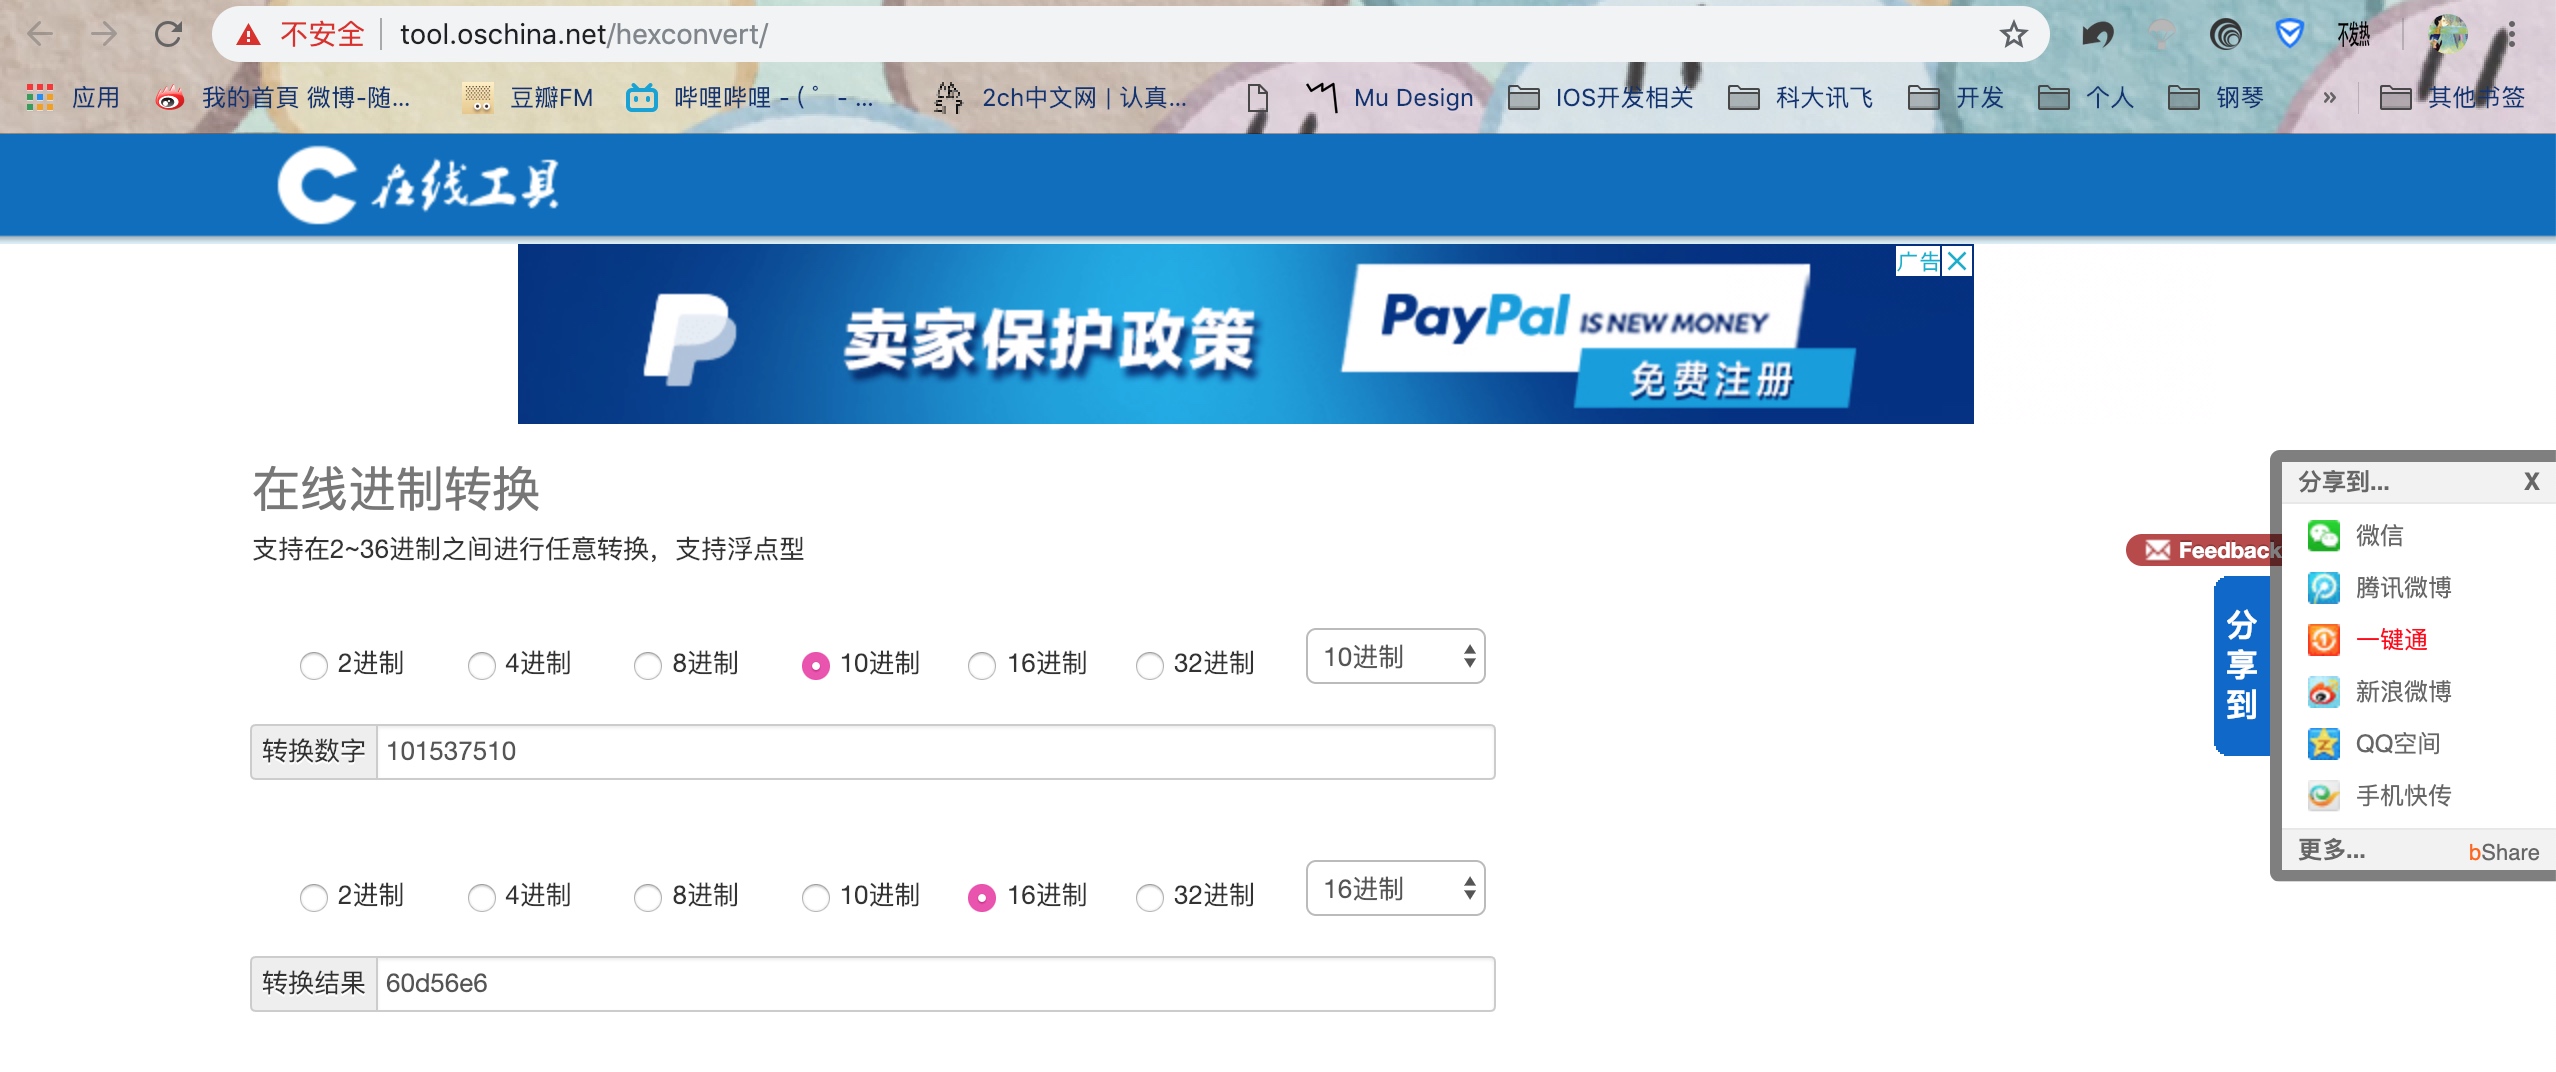 不安全 tool.oschina.net/hexconvert/ 不发热
应用 我的首頁 微博-随... 豆瓣FM 哔哩哔哩 - ( ゜ - ... 2ch中文网 | 认真... Mu Design IOS开发相关 科大讯飞 开发 个人 钢琴 » 其他书签
在线工具
广告
卖家保护政策
PayPal IS NEW MONEY
免费注册
在线进制转换
支持在2~36进制之间进行任意转换，支持浮点型
2进制 4进制 8进制 10进制 16进制 32进制 10进制
转换数字 101537510
2进制 4进制 8进制 10进制 16进制 32进制 16进制
转换结果 60d56e6
Feedback
分享到
分享到... X
微信
腾讯微博
一键通
新浪微博
QQ空间
手机快传
更多... bShare